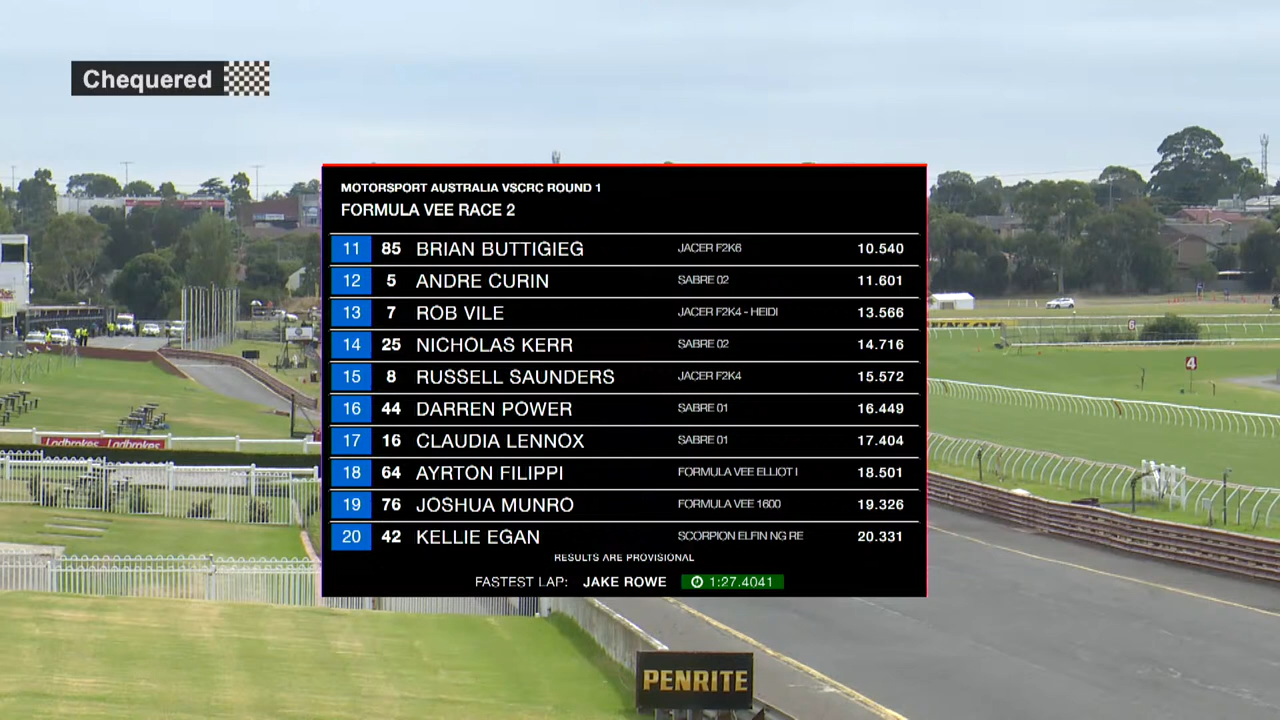 Chequered
MOTORSPORT AUSTRALIA VSCRC ROUND 1
FORMULA VEE RACE 2
11 85 BRIAN BUTTIGIEG JACER F2K6 10.540
12 5 ANDRE CURIN SABRE 02 11.601
13 7 ROB VILE JACER F2K4 - HEIDI 13.566
14 25 NICHOLAS KERR SABRE 02 14.716
15 8 RUSSELL SAUNDERS JACER F2K4 15.572
16 44 DARREN POWER SABRE 01 16.449
17 16 CLAUDIA LENNOX SABRE 01 17.404
18 64 AYRTON FILIPPI FORMULA VEE ELLIOT I 18.501
19 76 JOSHUA MUNRO FORMULA VEE 1600 19.326
20 42 KELLIE EGAN SCORPION ELFIN NG RE 20.331
RESULTS ARE PROVISIONAL
FASTEST LAP: JAKE ROWE 1:27.4041
6
4
Ladbrokes Ladbrokes
PENRITE